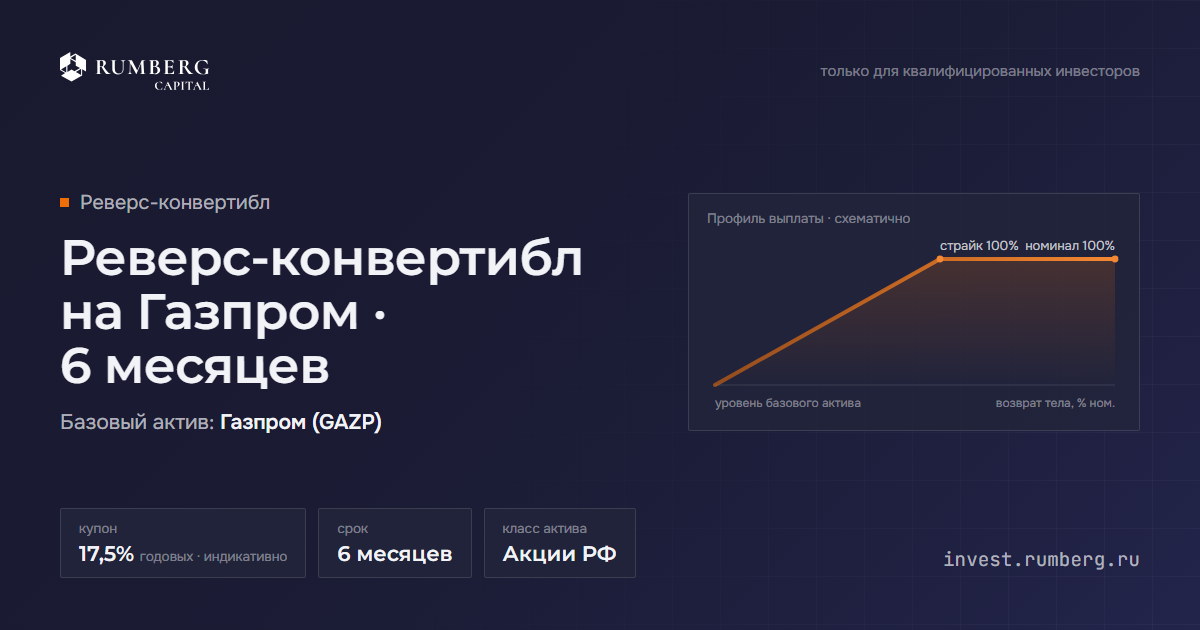 RUMBERG
CAPITAL
только для квалифицированных инвесторов
Реверс-конвертибл
Реверс-конвертибл
на Газпром ·
6 месяцев
Базовый актив: Газпром (GAZP)
Профиль выплаты · схематично
страйк 100% номинал 100%
уровень базового актива
возврат тела, % ном.
купон
17,5% годовых · индикативно
срок
6 месяцев
класс актива
Акции РФ
invest.rumberg.ru